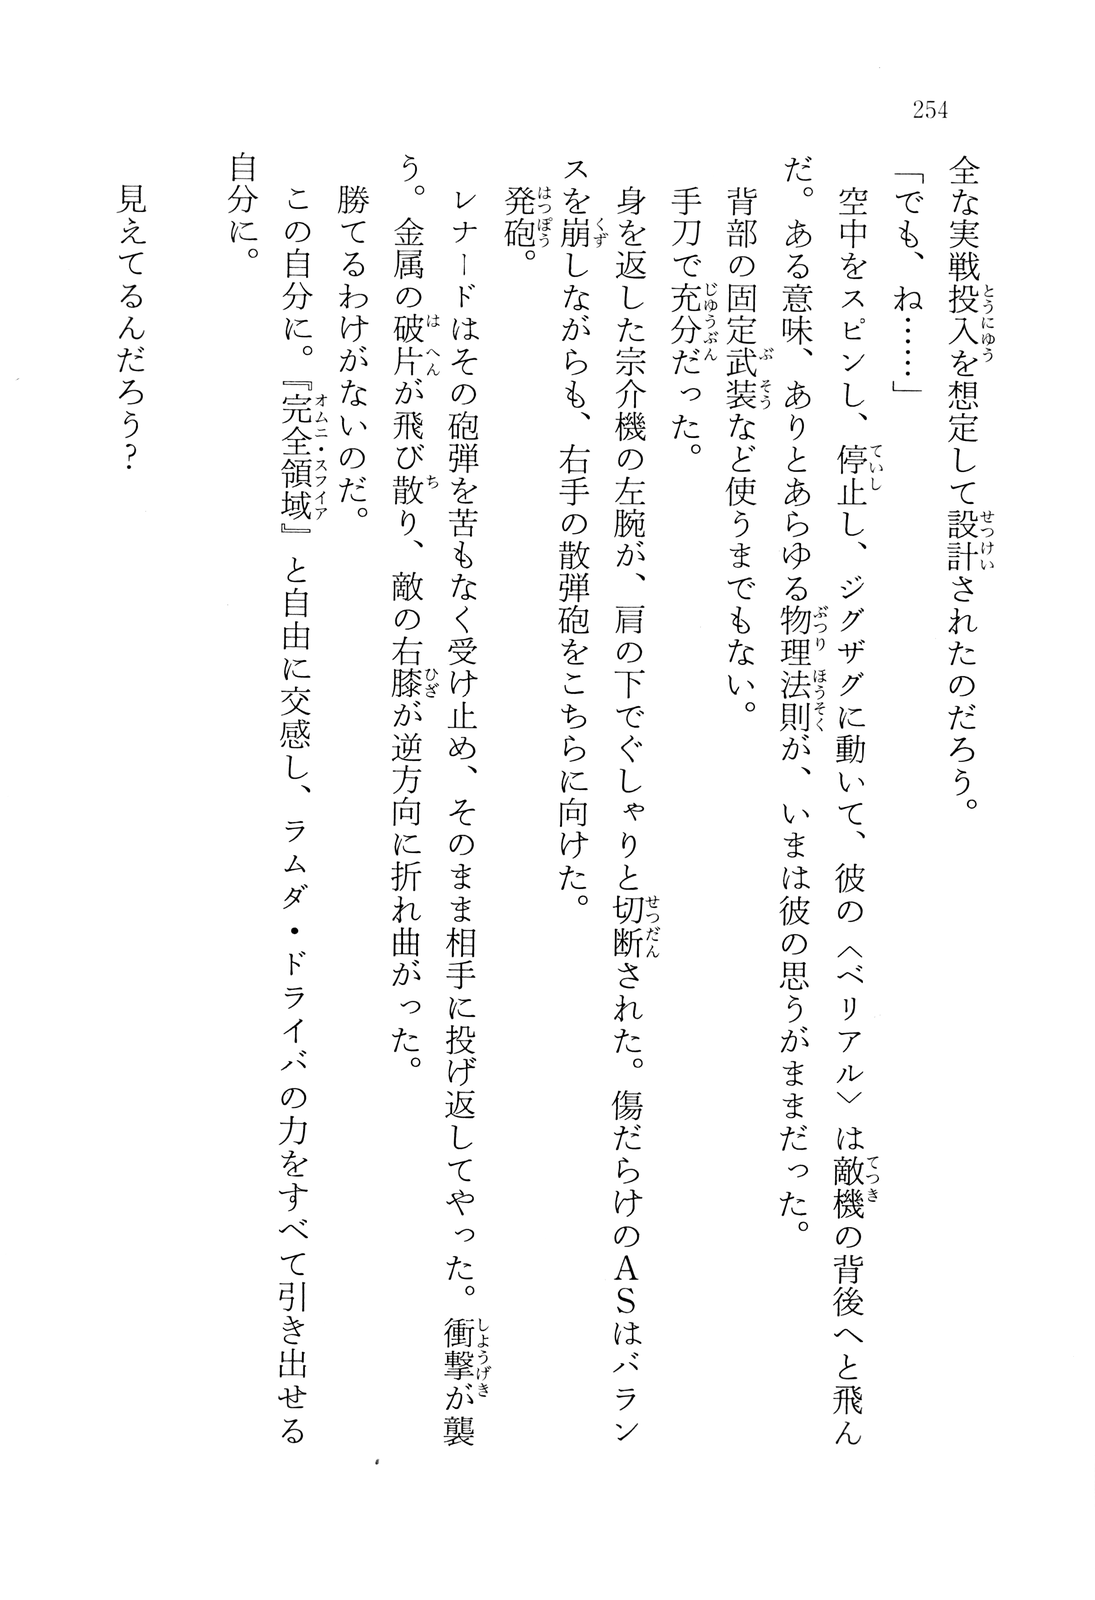 254
全な実戦投入を想定して設計されたのだろう。
「でも、ね……」
空中をスピンし、停止し、ジグザグに動いて、彼の〈ベリアル〉は敵機の背後へと飛ん
だ。ある意味、ありとあらゆる物理法則が、いまは彼の思うがままだった。
背部の固定武装など使うまでもない。
手刀で充分だった。
身を返した宗介機の左腕が、肩の下でぐしゃりと切断された。傷だらけのASはバラン
スを崩しながらも、右手の散弾砲をこちらに向けた。
発砲。
レナードはその砲弾を苦もなく受け止め、そのまま相手に投げ返してやった。衝撃が襲
う。金属の破片が飛び散り、敵の右膝が逆方向に折れ曲がった。
勝てるわけがないのだ。
この自分に。『完全領域』と自由に交感し、ラムダ・ドライバの力をすべて引き出せる
自分に。
見えてるんだろう？